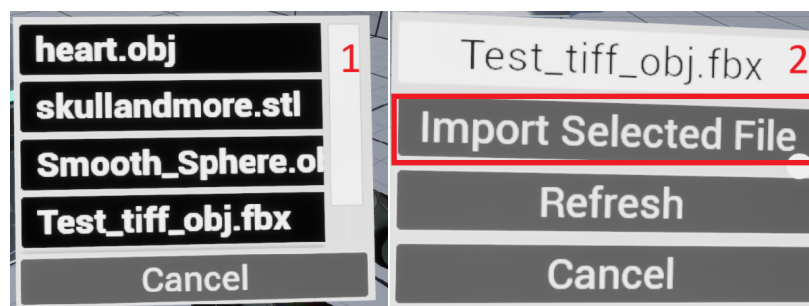 heart.obj
1
skullandmore.stl
Smooth_Sphere.ob
Test_tiff_obj.fbx
Cancel
Test_tiff_obj.fbx
2
Import Selected File
Refresh
Cancel